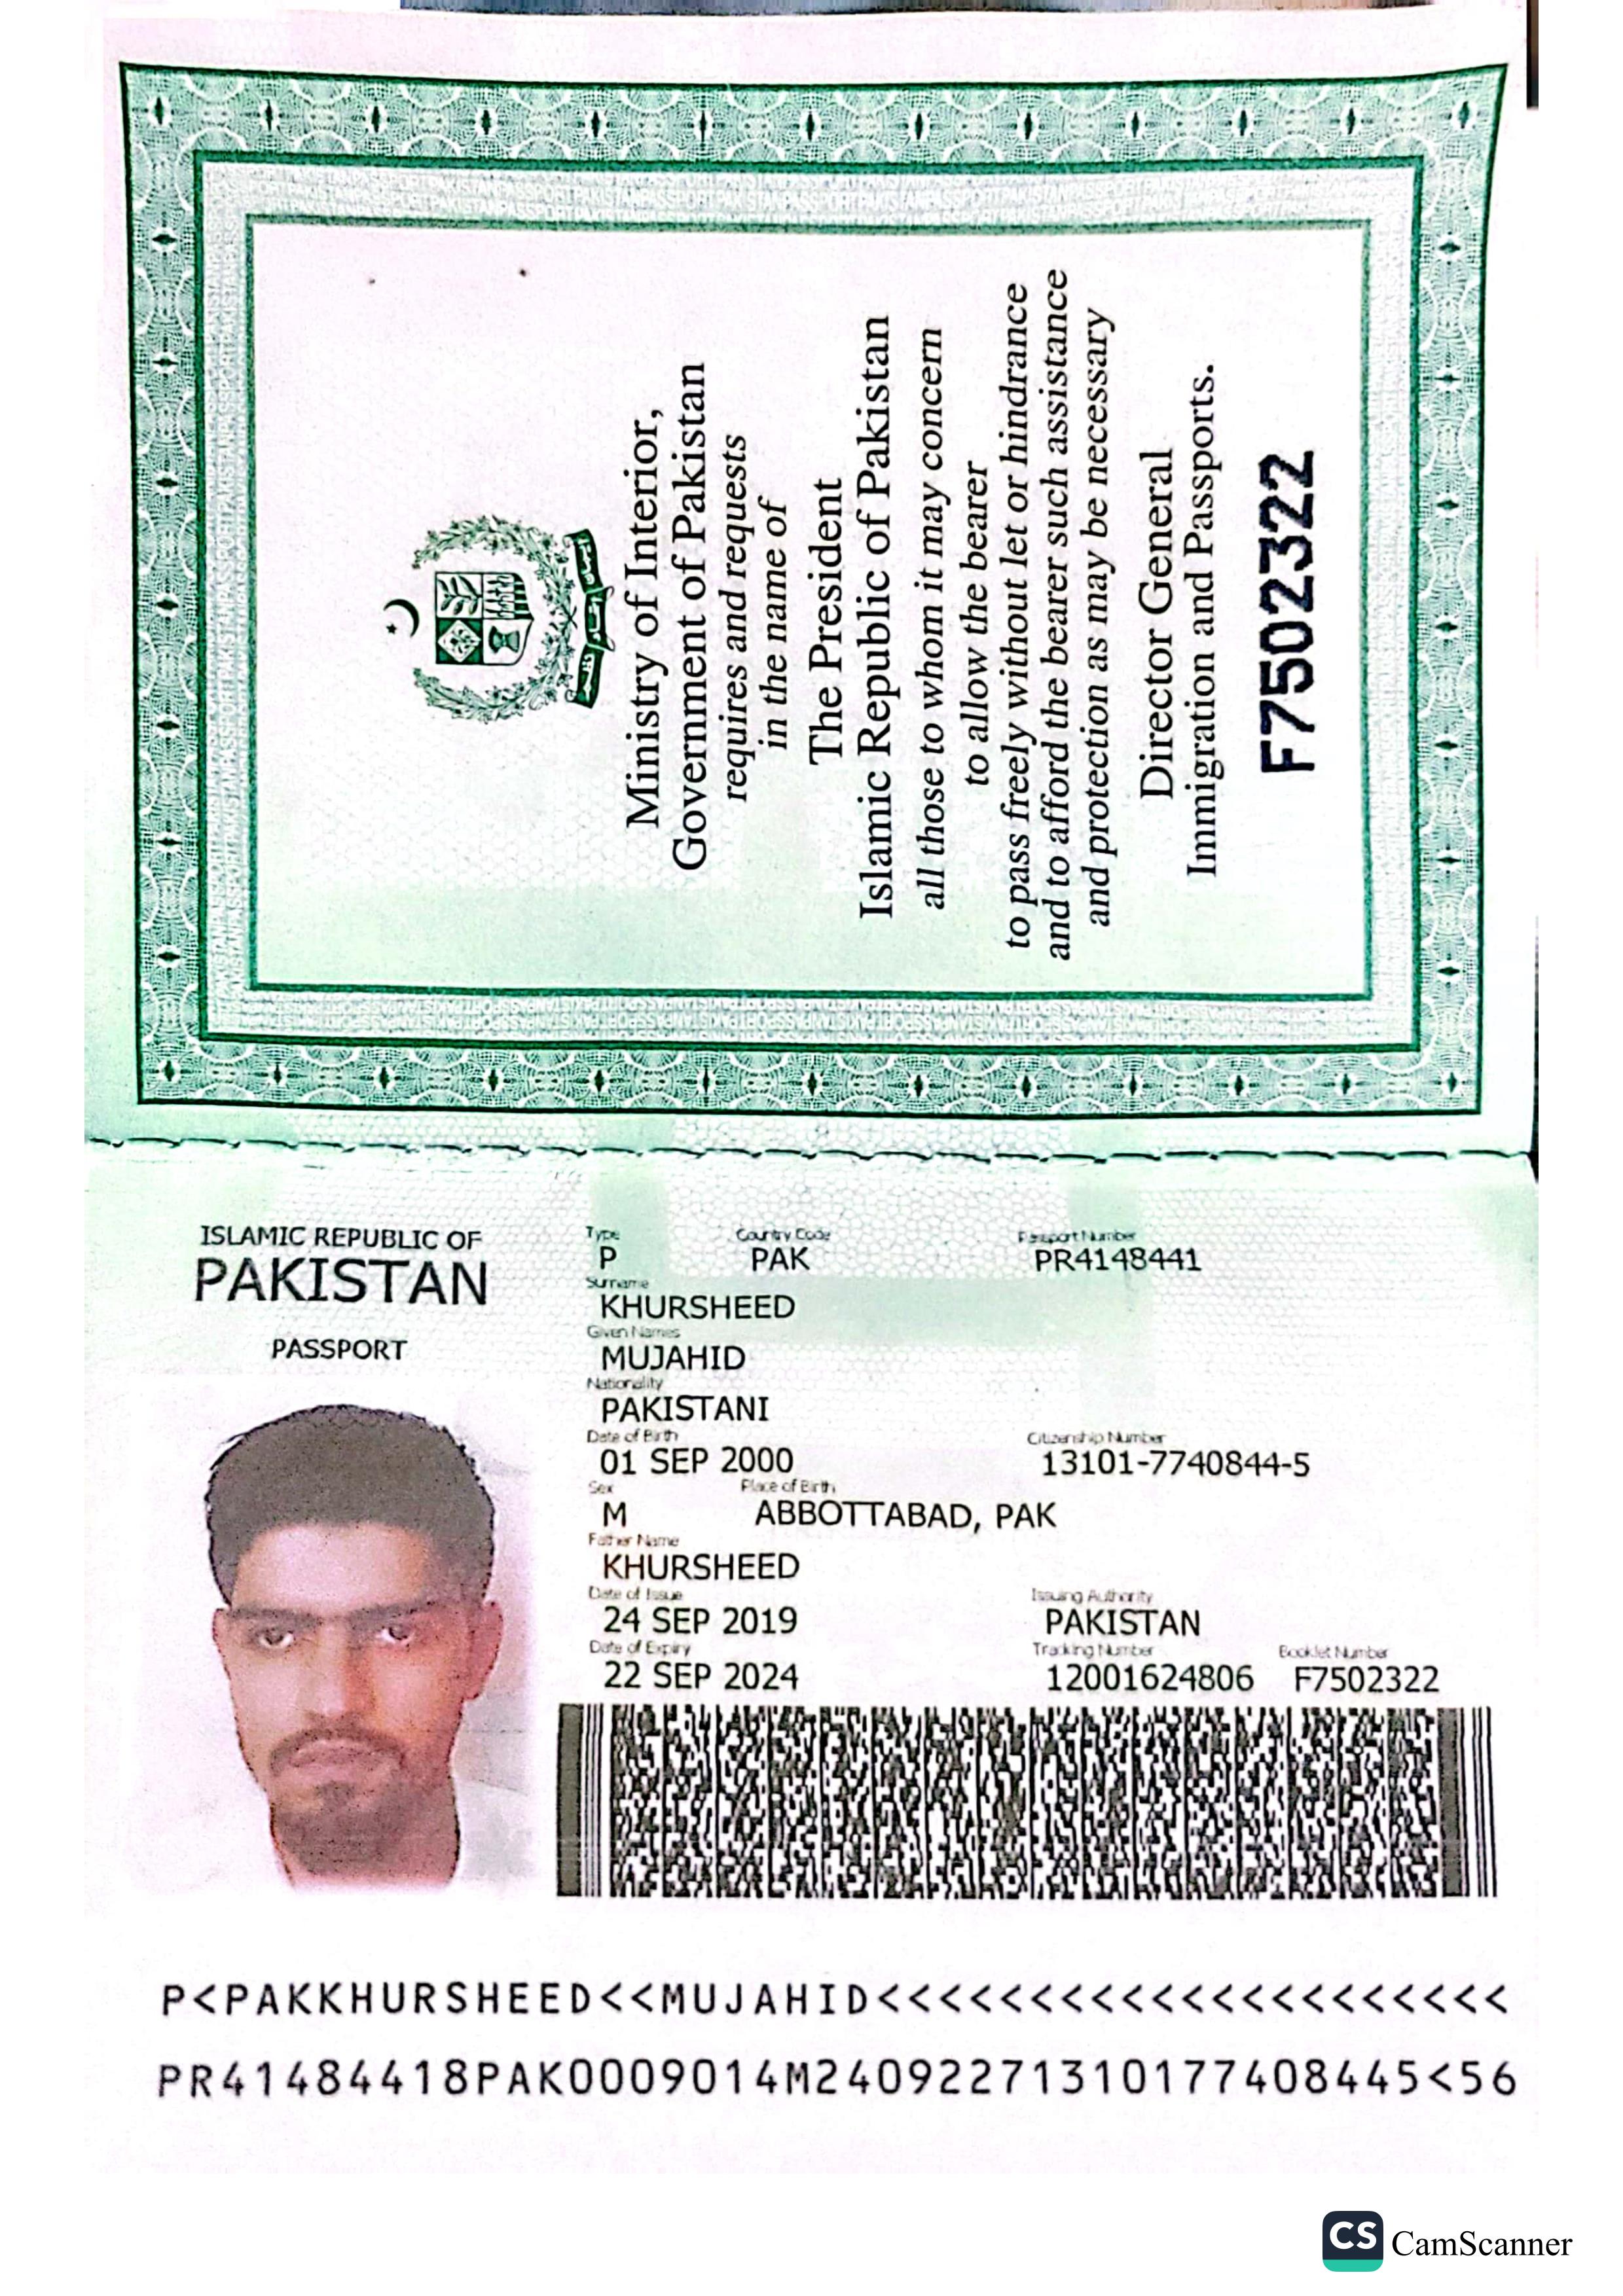 Ministry of Interior,
Government of Pakistan
requires and requests
in the name of
The President
Islamic Republic of Pakistan
all those to whom it may concern
to allow the bearer
to pass freely without let or hindrance
and to afford the bearer such assistance
and protection as may be necessary
Director General
Immigration and Passports.
F7502322
ISLAMIC REPUBLIC OF
PAKISTAN
PASSPORT
Type Country Code Passport Number
P PAK PR4148441
Surname
KHURSHEED
Given Names
MUJAHID
Nationality
PAKISTANI
Date of Birth Citizenship Number
01 SEP 2000 13101-7740844-5
Sex Place of Birth
M ABBOTTABAD, PAK
Father Name
KHURSHEED
Date of Issue Issuing Authority
24 SEP 2019 PAKISTAN
Date of Expiry Tracking Number Booklet Number
22 SEP 2024 12001624806 F7502322
P<PAKKHURSHEED<<MUJAHID<<<<<<<<<<<<<<<<<<<<<
PR41484418PAK0009014M24092271310177408445<56
CS CamScanner